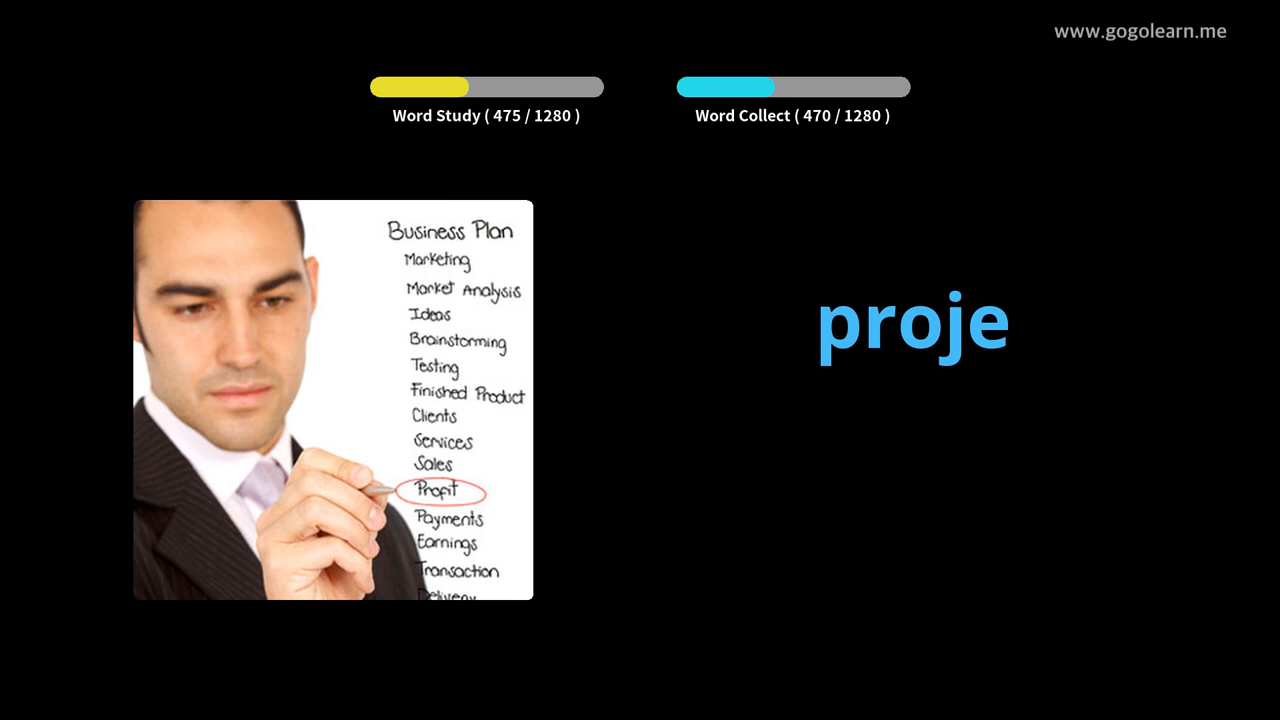 www.gogolearn.me
Word Study ( 475 / 1280 )
Word Collect ( 470 / 1280 )
Business Plan
Marketing
Market Analysis
Ideas
Brainstorming
Testing
Finished Product
Clients
Services
Sales
Profit
Payments
Earnings
Transaction
Delivery
proje